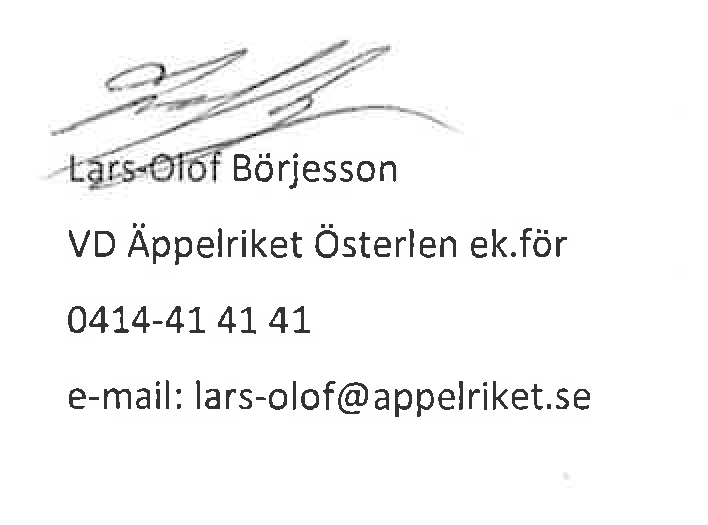 Lars-Olof Börjesson
VD Äppelriket Österlen ek.för
0414-41 41 41
e-mail: lars-olof@appelriket.se